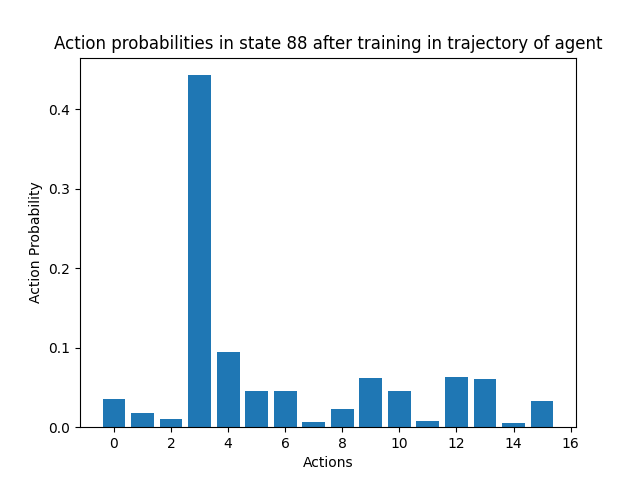 Action probabilities in state 88 after training in trajectory of agent
Action Probability
0.4
0.3
0.2
0.1
0.0
0 2 4 6 8 10 12 14 16
Actions